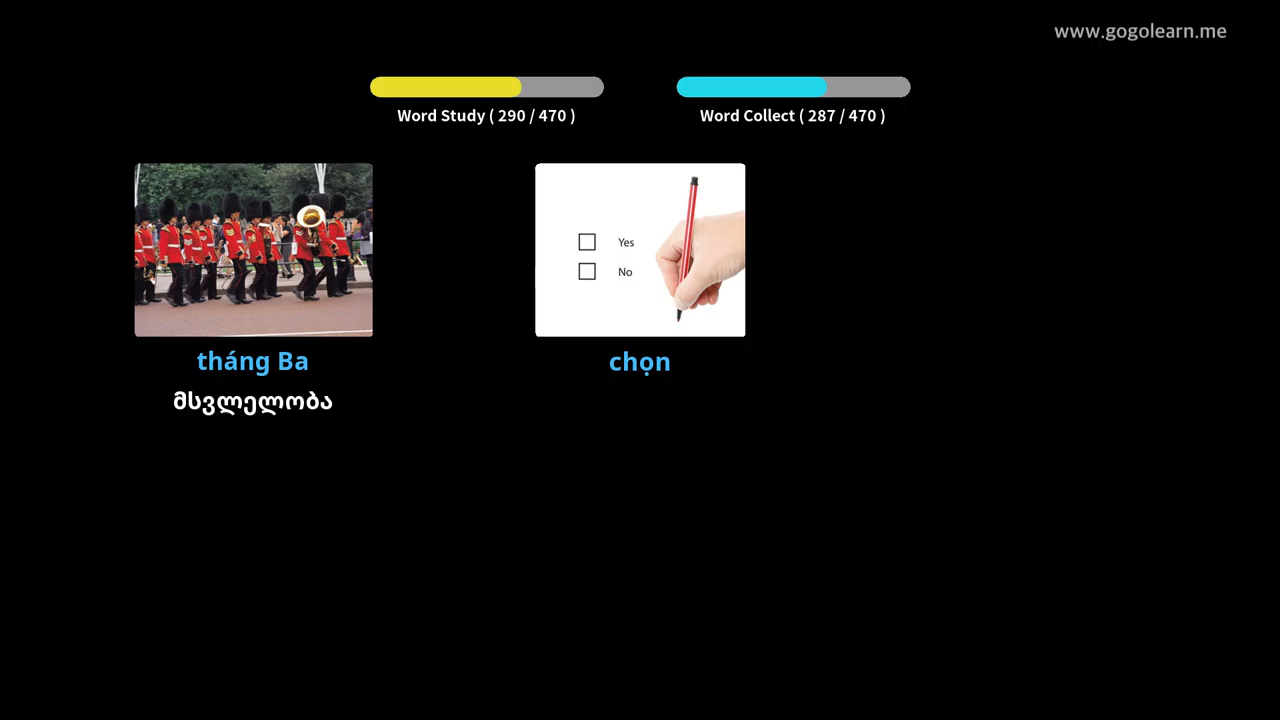 www.gogolearn.me
Word Study ( 290 / 470 )
Word Collect ( 287 / 470 )
Yes
No
tháng Ba
chọn
მსვლელობა